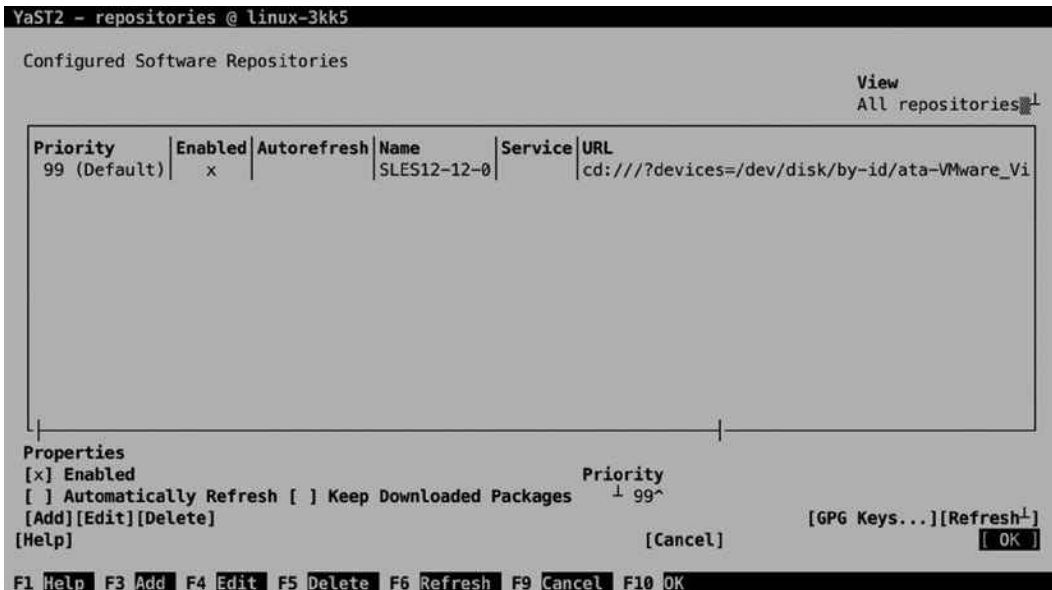 YaST2 - repositories @ linux-3kk5
Configured Software Repositories
View
All repositories
Priority |Enabled|Autorefresh|Name |Service|URL
99 (Default)| x | |SLES12-12-0| |cd:///?devices=/dev/disk/by-id/ata-VMware_Vi
Properties
[x] Enabled Priority
[ ] Automatically Refresh [ ] Keep Downloaded Packages 99^
[Add][Edit][Delete] [GPG Keys...][Refresh]
[Help] [Cancel] [ OK ]
F1 Help F3 Add F4 Edit F5 Delete F6 Refresh F9 Cancel F10 OK